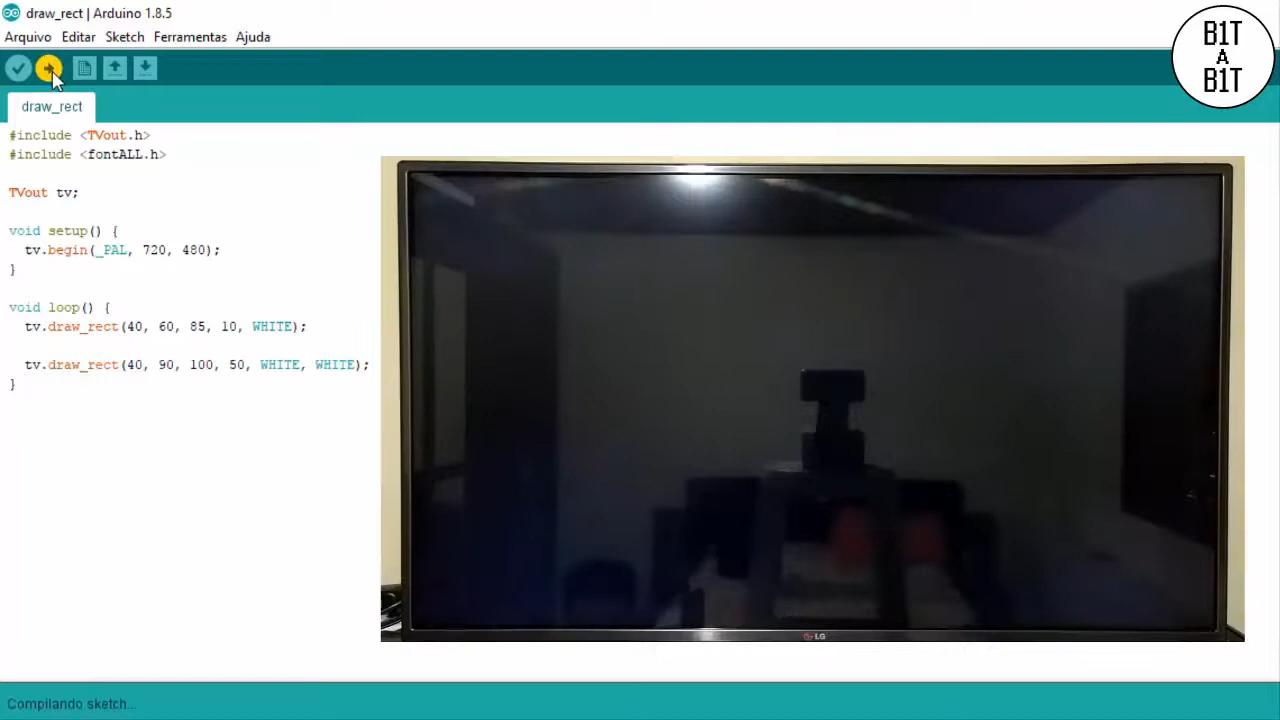 draw_rect | Arduino 1.8.5
Arquivo Editar Sketch Ferramentas Ajuda
B1T
A
B1T
draw_rect
#include <TVout.h>
#include <fontALL.h>
TVout tv;
void setup() {
tv.begin(_PAL, 720, 480);
}
void loop() {
tv.draw_rect(40, 60, 85, 10, WHITE);
tv.draw_rect(40, 90, 100, 50, WHITE, WHITE);
}
LG
Compilando sketch...